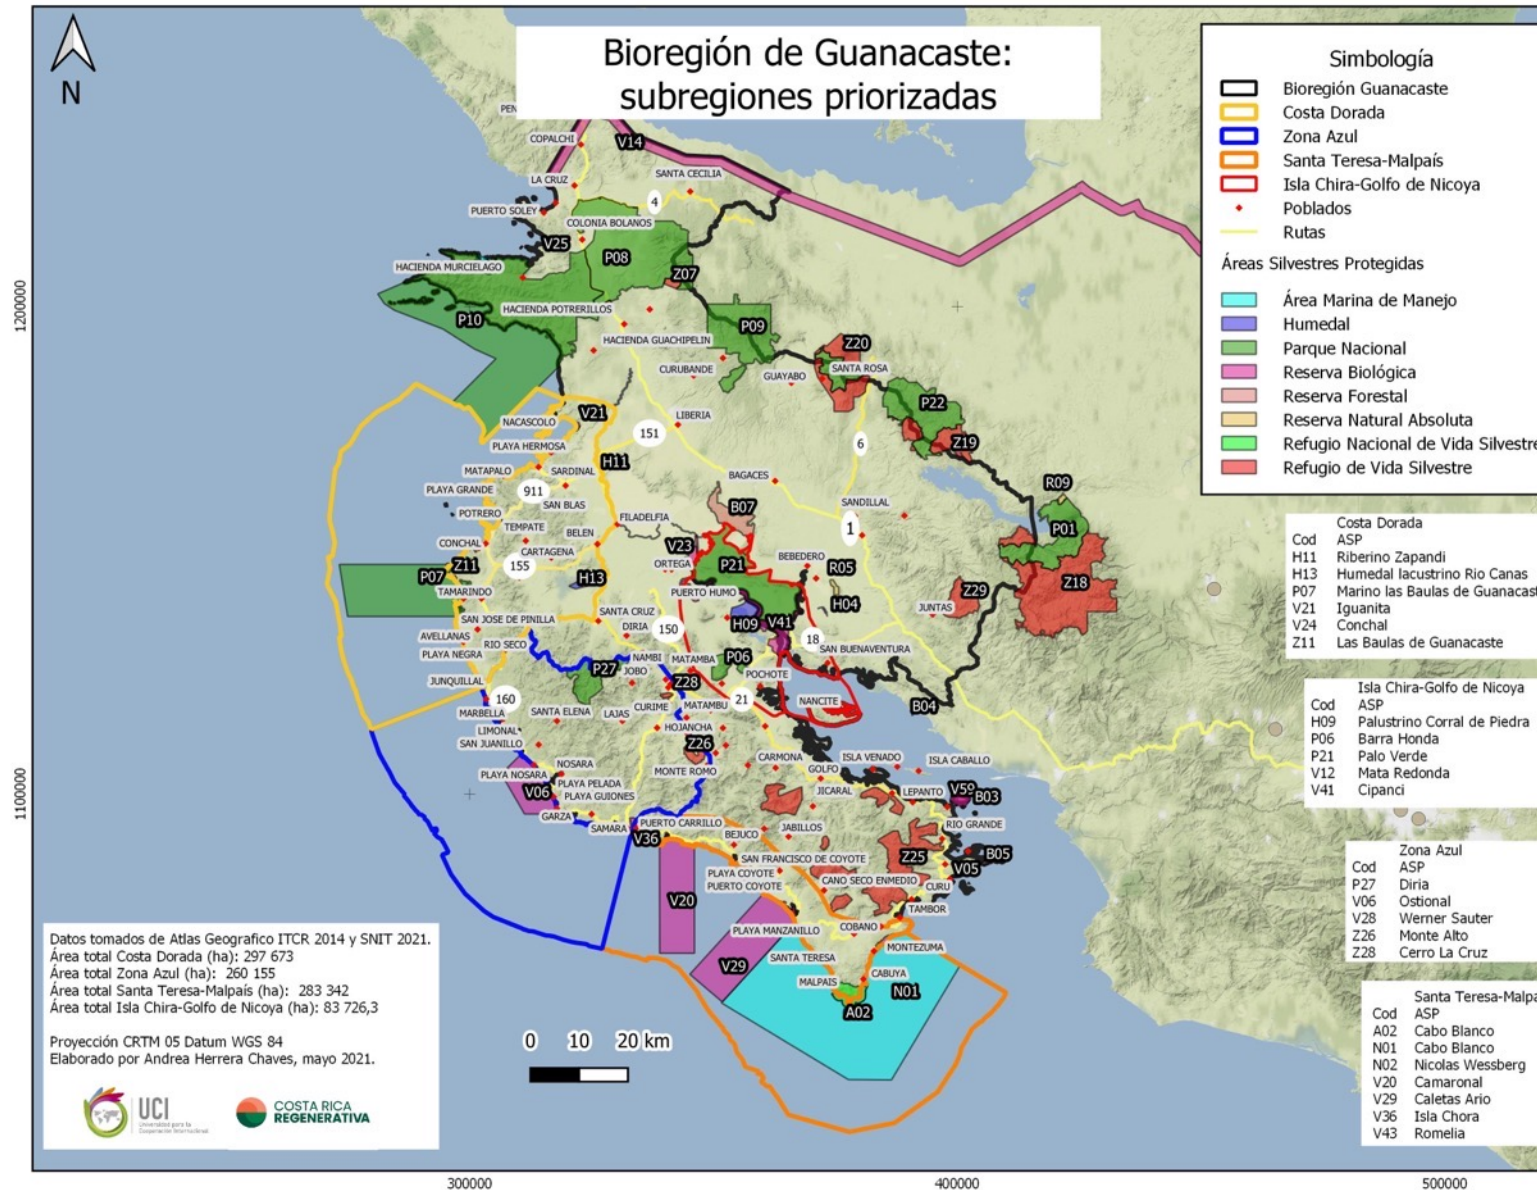 Bioregión de Guanacaste:
subregiones priorizadas
N
Simbología
Bioregión Guanacaste
Costa Dorada
Zona Azul
Santa Teresa-Malpaís
Isla Chira-Golfo de Nicoya
Poblados
Rutas
Áreas Silvestres Protegidas
Área Marina de Manejo
Humedal
Parque Nacional
Reserva Biológica
Reserva Forestal
Reserva Natural Absoluta
Refugio Nacional de Vida Silvestre
Refugio de Vida Silvestre
Costa Dorada
Cod ASP
H11 Riberino Zapandi
H13 Humedal lacustrino Rio Canas
P07 Marino las Baulas de Guanacast
V21 Iguanita
V24 Conchal
Z11 Las Baulas de Guanacaste
Isla Chira-Golfo de Nicoya
Cod ASP
H09 Palustrino Corral de Piedra
P06 Barra Honda
P21 Palo Verde
V12 Mata Redonda
V41 Cipanci
Zona Azul
Cod ASP
P27 Diria
V06 Ostional
V28 Werner Sauter
Z26 Monte Alto
Z28 Cerro La Cruz
Santa Teresa-Malpa
Cod ASP
A02 Cabo Blanco
N01 Cabo Blanco
N02 Nicolas Wessberg
V20 Camaronal
V29 Caletas Ario
V36 Isla Chora
V43 Romelia
PEN
COPALCHI
V14
LA CRUZ
SANTA CECILIA
PUERTO SOLEY
4
COLONIA BOLANOS
V25
P08
HACIENDA MURCIELAGO
Z07
P10
HACIENDA POTRERILLOS
P09
HACIENDA GUACHIPELIN
Z20
CURUBANDE
GUAYABO
SANTA ROSA
P22
NACASCOLO
V21
LIBERIA
151
6
Z19
PLAYA HERMOSA
H11
MATAPALO
SARDINAL
BAGACES
R09
PLAYA GRANDE
911
SAN BLAS
B07
SANDILLAL
POTRERO
TEMPATE
FILADELFIA
1
P01
CONCHAL
BELEN
V23
CARTAGENA
BEBEDERO
Z11
155
ORTEGA
P21
R05
P07
H13
Z18
TAMARINDO
PUERTO HUMO
Z29
H04
SANTA CRUZ
H09
JUNTAS
SAN JOSE DE PINILLA
DIRIA
150
V41
AVELLANAS
RIO SECO
18
SAN BUENAVENTURA
PLAYA NEGRA
NAMBI
MATAMBA
P06
P27
JOBO
POCHOTE
JUNQUILLAL
Z28
160
21
NANCITE
B04
MARBELLA
SANTA ELENA
LAJAS
CURIME
MATAMBU
LIMONAL
HOJANCHA
SAN JUANILLO
Z26
ISLA VENADO
ISLA CABALLO
NOSARA
CARMONA
GOLFO
PLAYA NOSARA
MONTE ROMO
PLAYA PELADA
V06
JICARAL
LEPANTO
V59
B03
PLAYA GUIONES
GARZA
SAMARA
PUERTO CARRILLO
RIO GRANDE
BEJUCO
JABILLOS
V36
B05
SAN FRANCISCO DE COYOTE
Z25
V05
PLAYA COYOTE
CANO SECO ENMEDIO
CURU
PUERTO COYOTE
V20
TAMBOR
PLAYA MANZANILLO
COBANO
MONTEZUMA
SANTA TERESA
V29
CABUYA
MALPAIS
N01
A02
Datos tomados de Atlas Geografico ITCR 2014 y SNIT 2021.
Área total Costa Dorada (ha): 297 673
Área total Zona Azul (ha): 260 155
Área total Santa Teresa-Malpaís (ha): 283 342
Área total Isla Chira-Golfo de Nicoya (ha): 83 726,3
Proyección CRTM 05 Datum WGS 84
Elaborado por Andrea Herrera Chaves, mayo 2021.
UCI
Universidad para la
Cooperación Internacional
COSTA RICA
REGENERATIVA
0 10 20 km
1200000
1100000
300000
400000
500000